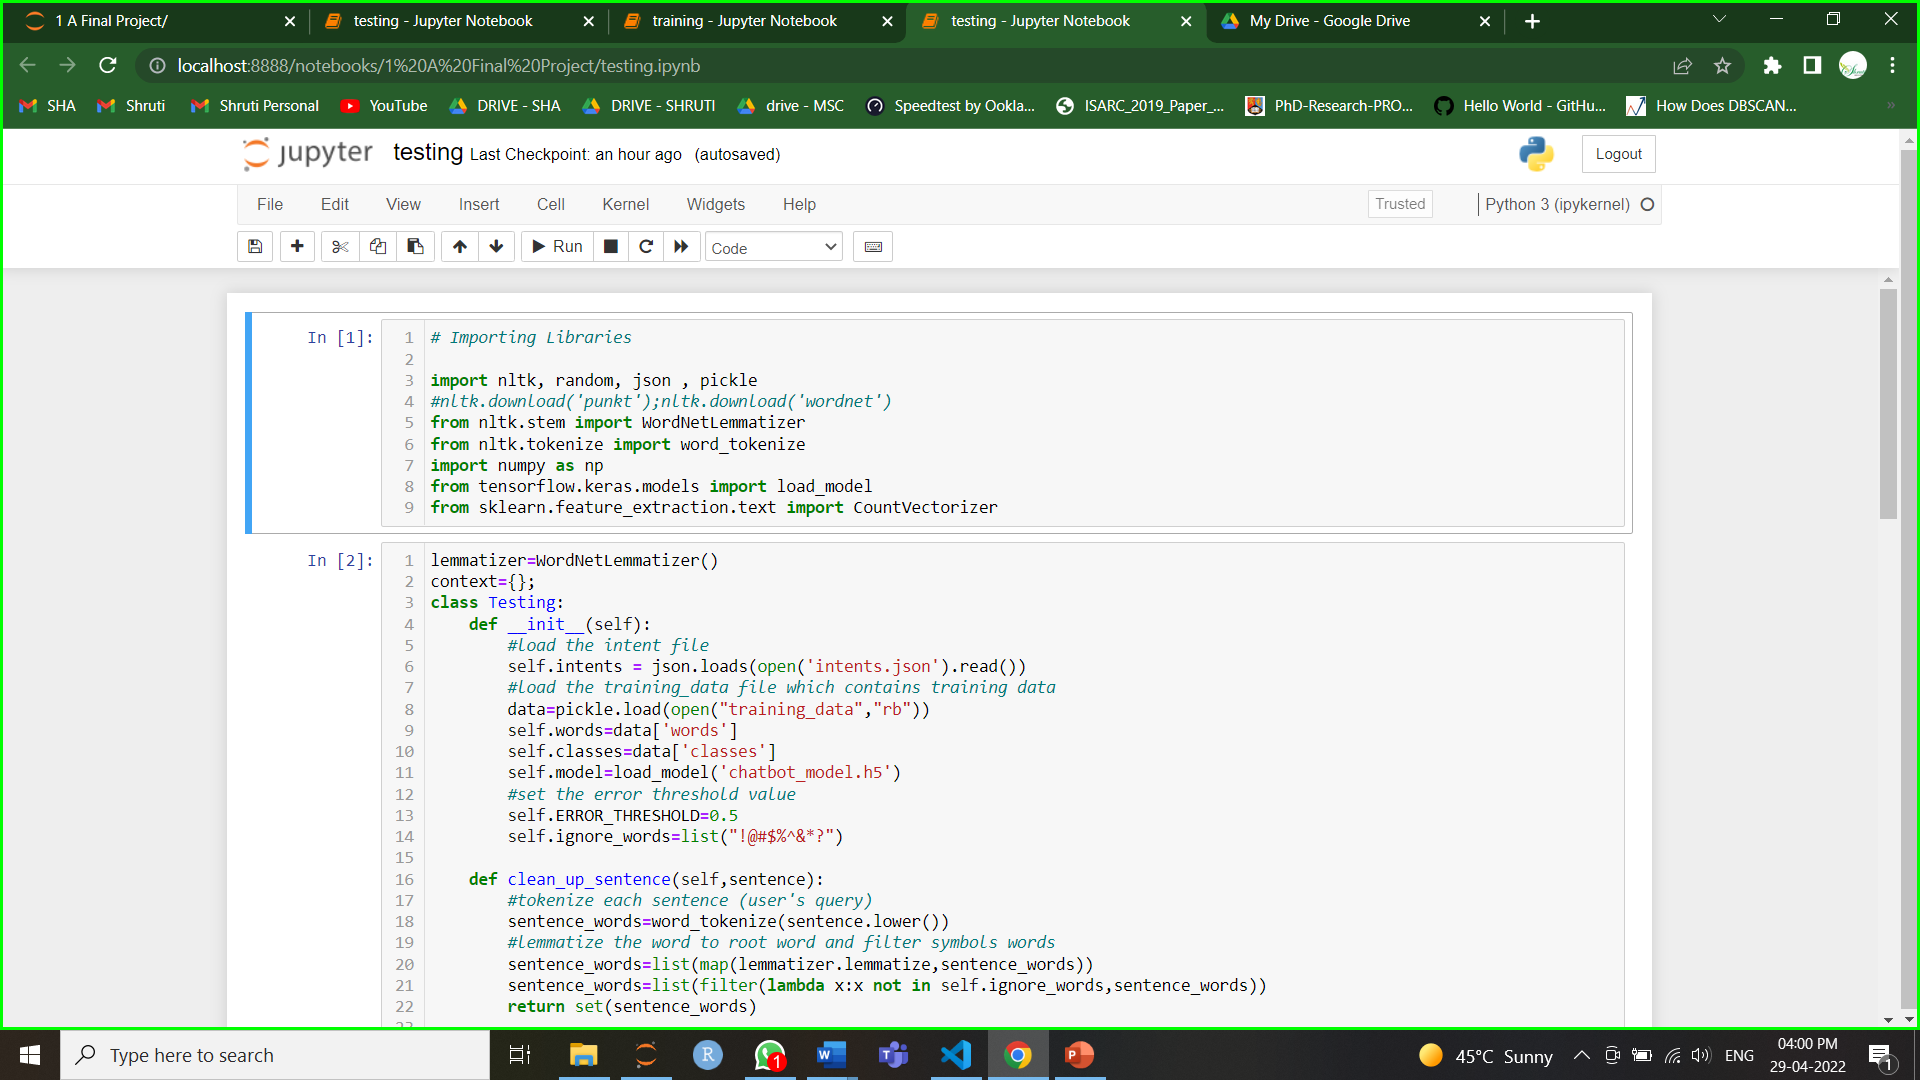 1 A Final Project/
testing - Jupyter Notebook
training - Jupyter Notebook
testing - Jupyter Notebook
My Drive - Google Drive
localhost:8888/notebooks/1%20A%20Final%20Project/testing.ipynb
SHA Shruti Shruti Personal YouTube DRIVE - SHA DRIVE - SHRUTI drive - MSC Speedtest by Ookla... ISARC_2019_Paper_... PhD-Research-PRO... Hello World - GitHu... How Does DBSCAN...
jupyter testing Last Checkpoint: an hour ago (autosaved) Logout
File Edit View Insert Cell Kernel Widgets Help Trusted Python 3 (ipykernel)
Run Code
In [1]:
1 # Importing Libraries
2
3 import nltk, random, json , pickle
4 #nltk.download('punkt');nltk.download('wordnet')
5 from nltk.stem import WordNetLemmatizer
6 from nltk.tokenize import word_tokenize
7 import numpy as np
8 from tensorflow.keras.models import load_model
9 from sklearn.feature_extraction.text import CountVectorizer
In [2]:
1 lemmatizer=WordNetLemmatizer()
2 context={};
3 class Testing:
4 def __init__(self):
5 #load the intent file
6 self.intents = json.loads(open('intents.json').read())
7 #load the training_data file which contains training data
8 data=pickle.load(open("training_data","rb"))
9 self.words=data['words']
10 self.classes=data['classes']
11 self.model=load_model('chatbot_model.h5')
12 #set the error threshold value
13 self.ERROR_THRESHOLD=0.5
14 self.ignore_words=list("!@#$%^&*?")
15
16 def clean_up_sentence(self,sentence):
17 #tokenize each sentence (user's query)
18 sentence_words=word_tokenize(sentence.lower())
19 #lemmatize the word to root word and filter symbols words
20 sentence_words=list(map(lemmatizer.lemmatize,sentence_words))
21 sentence_words=list(filter(lambda x:x not in self.ignore_words,sentence_words))
22 return set(sentence_words)
Type here to search
R
1
W
P
45°C Sunny
ENG
04:00 PM
29-04-2022
1